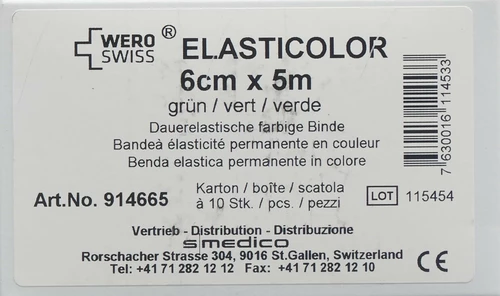 WERO SWISS® ELASTICOLOR
6cm x 5m
grün / vert / verde
Dauerelastische farbige Binde
Bandeà élasticité permanente en couleur
Benda elastica permanente in colore
Art.No. 914665
Karton / boîte / scatola
à 10 Stk. / pcs. / pezzi
LOT 115454
7630016 114533
Vertrieb - Distribution - Distribuzione
smedico
Rorschacher Strasse 304, 9016 St.Gallen, Switzerland
Tel: +41 71 282 12 12 Fax: +41 71 282 12 10
CE